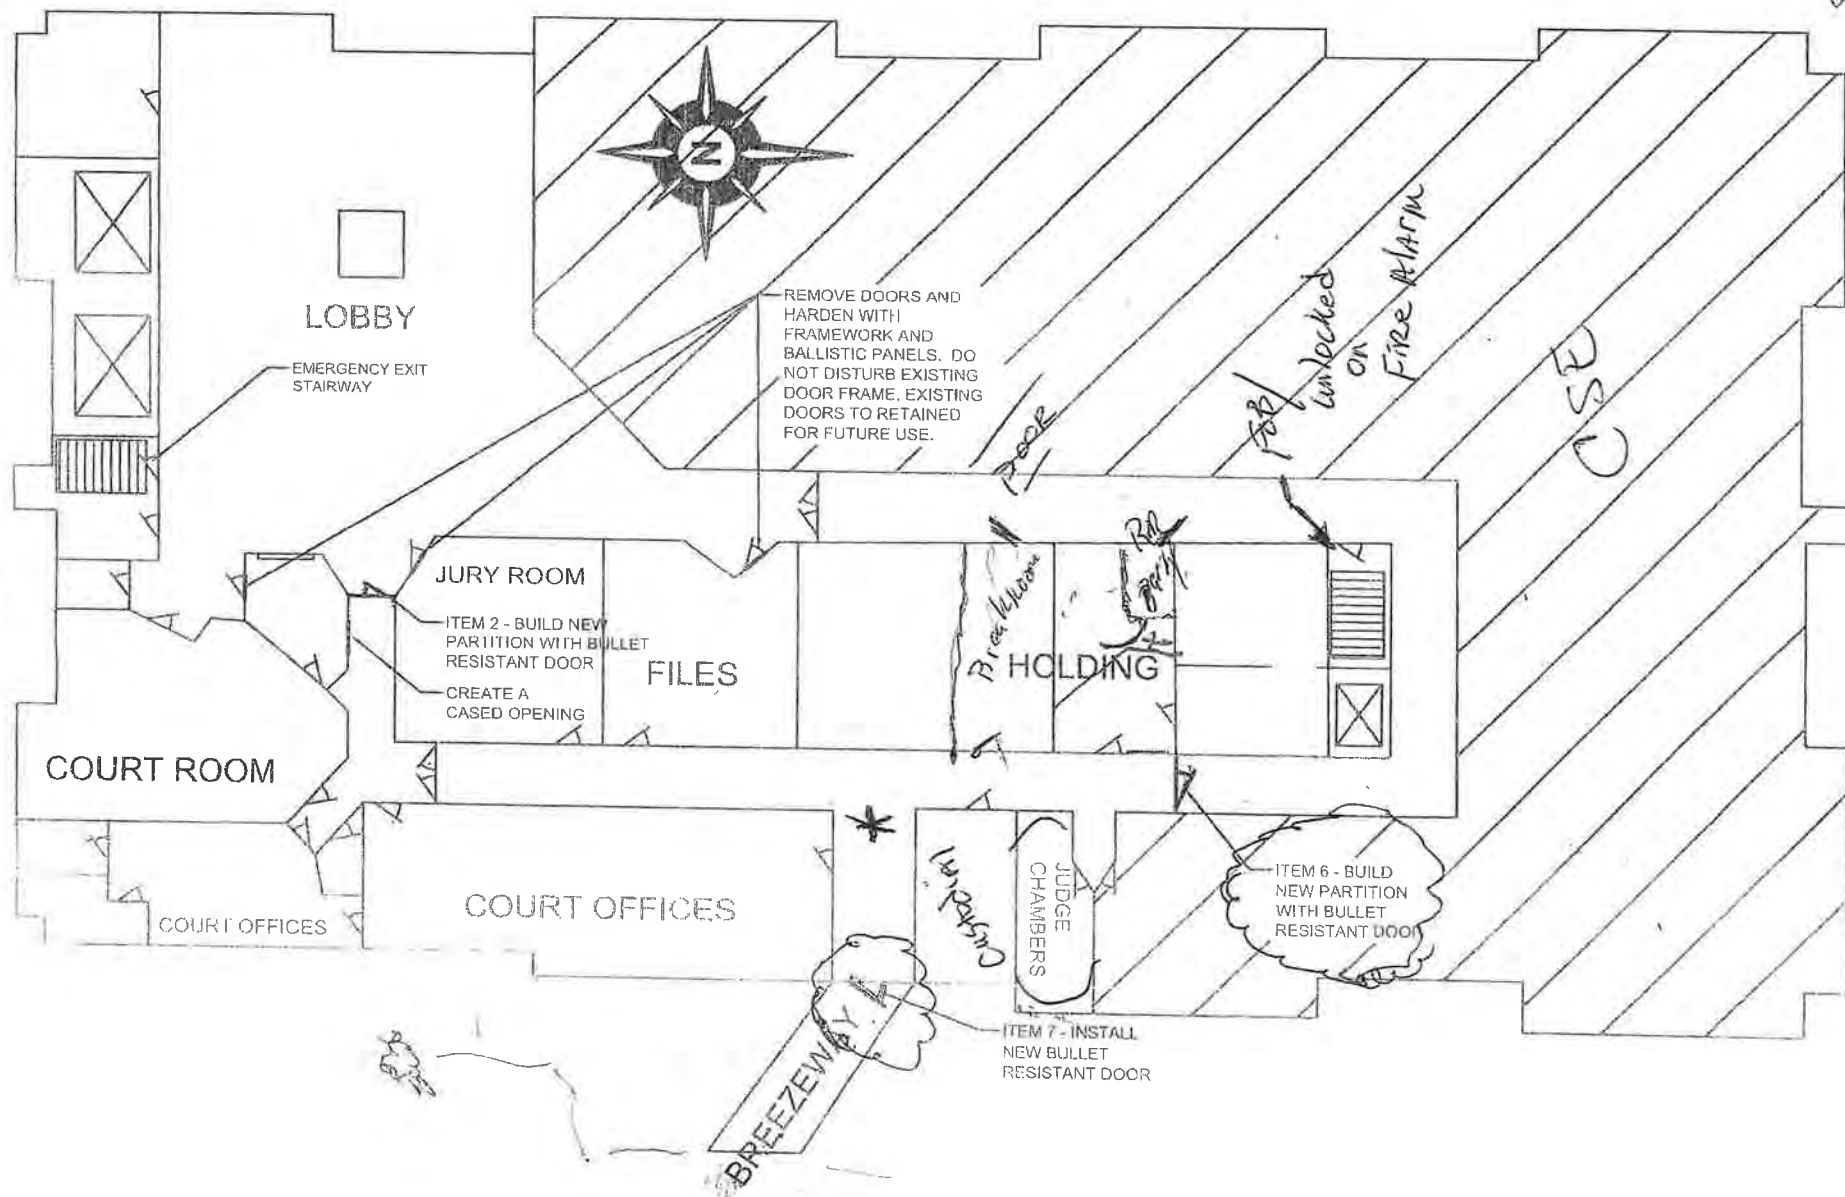 N
LOBBY
EMERGENCY EXIT
STAIRWAY
REMOVE DOORS AND
HARDEN WITH
FRAMEWORK AND
BALLISTIC PANELS. DO
NOT DISTURB EXISTING
DOOR FRAME. EXISTING
DOORS TO RETAINED
FOR FUTURE USE.
DOOR
FOB/
unlocked
on
Fire Alarm
CSE
JURY ROOM
ITEM 2 - BUILD NEW
PARTITION WITH BULLET
RESISTANT DOOR
CREATE A
CASED OPENING
FILES
Breakroom
HOLDING
COURT ROOM
COURT OFFICES
COURT OFFICES
*
Custodial
JUDGE
CHAMBERS
ITEM 6 - BUILD
NEW PARTITION
WITH BULLET
RESISTANT DOOR
ITEM 7 - INSTALL
NEW BULLET
RESISTANT DOOR
BREEZEWAY